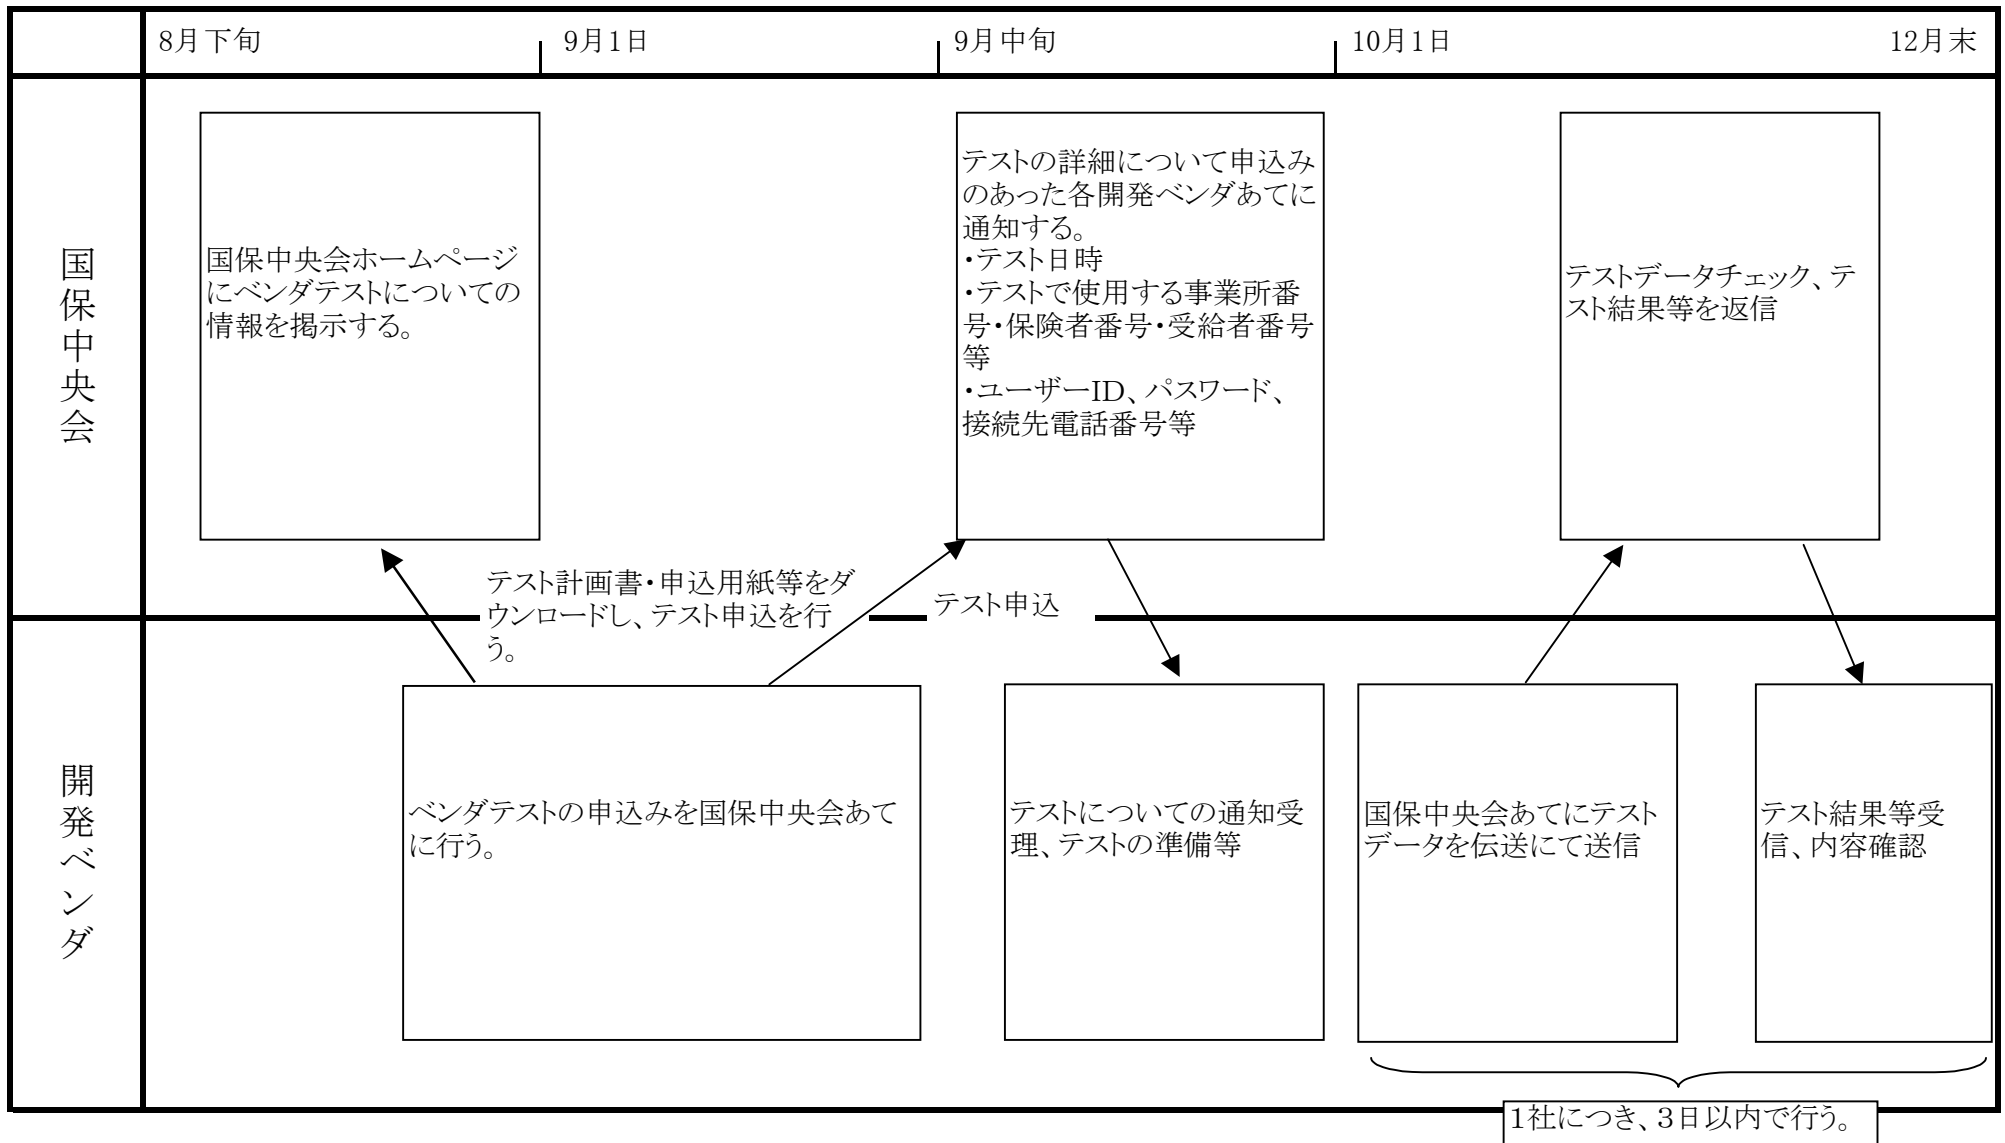 8月下旬
9月1日
9月中旬
10月1日
12月末
国保中央会
国保中央会ホームページ
にベンダテストについての
情報を掲示する。
テストの詳細について申込み
のあった各開発ベンダあてに
通知する。
・テスト日時
・テストで使用する事業所番
号・保険者番号・受給者番号
等
・ユーザーID、パスワード、
接続先電話番号等
テストデータチェック、テ
スト結果等を返信
テスト計画書・申込用紙等をダ
ウンロードし、テスト申込を行
う。
テスト申込
開発ベンダ
ベンダテストの申込みを国保中央会あて
に行う。
テストについての通知受
理、テストの準備等
国保中央会あてにテスト
データを伝送にて送信
テスト結果等受
信、内容確認
1社につき、3日以内で行う。